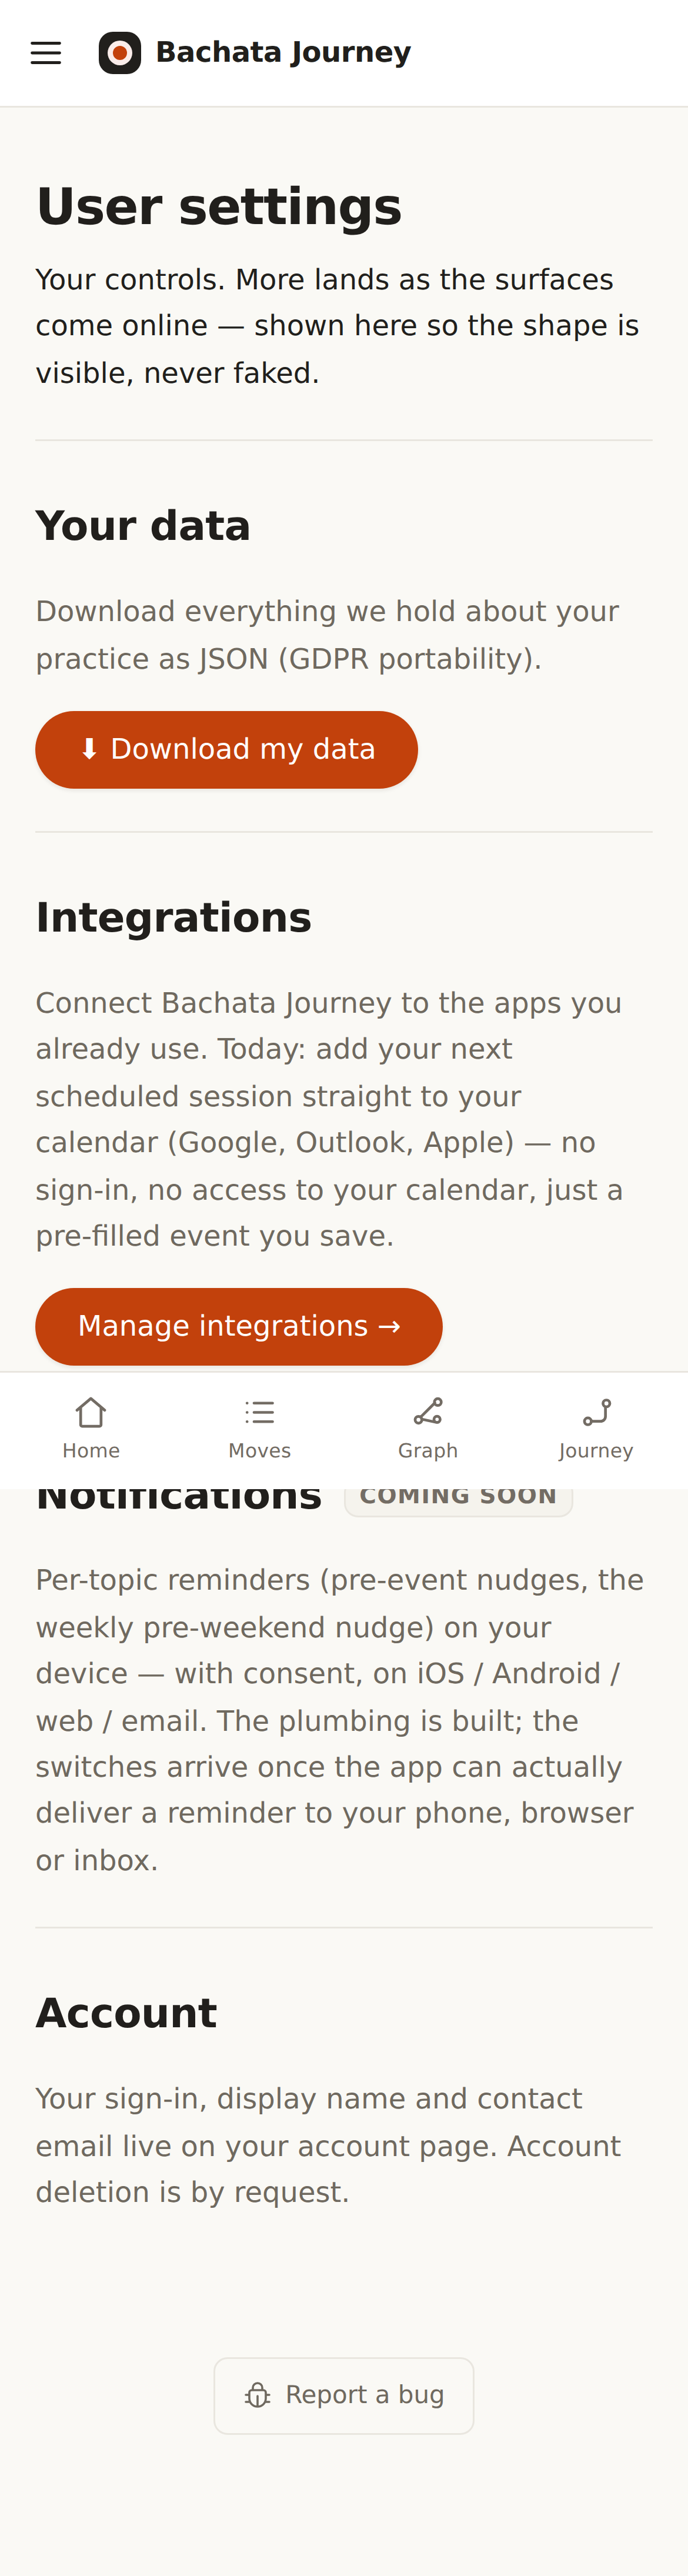 Bachata Journey
User settings
Your controls. More lands as the surfaces
come online — shown here so the shape is
visible, never faked.
Your data
Download everything we hold about your
practice as JSON (GDPR portability).
⬇ Download my data
Integrations
Connect Bachata Journey to the apps you
already use. Today: add your next
scheduled session straight to your
calendar (Google, Outlook, Apple) — no
sign-in, no access to your calendar, just a
pre-filled event you save.
Manage integrations →
Home Moves Graph Journey
Notifications COMING SOON
Per-topic reminders (pre-event nudges, the
weekly pre-weekend nudge) on your
device — with consent, on iOS / Android /
web / email. The plumbing is built; the
switches arrive once the app can actually
deliver a reminder to your phone, browser
or inbox.
Account
Your sign-in, display name and contact
email live on your account page. Account
deletion is by request.
Report a bug